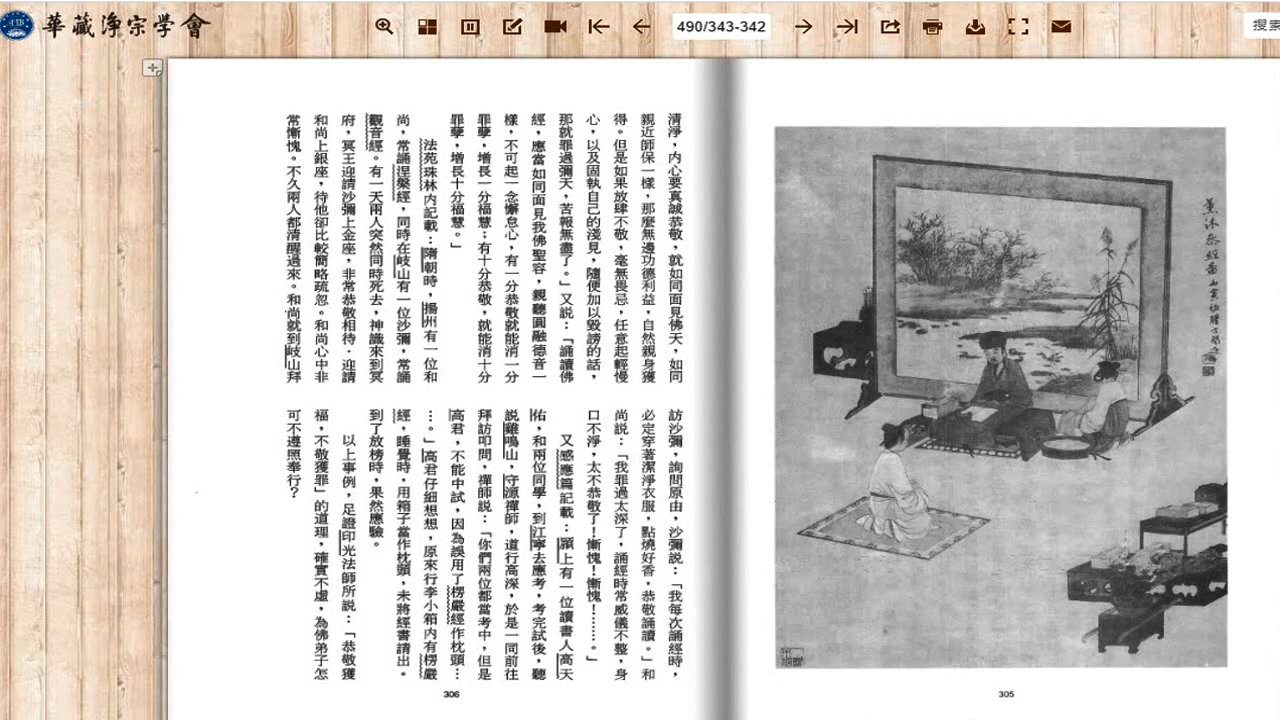 華藏淨宗學會
490/343-342
搜索
305
清淨，內心要真誠恭敬，就如同面見佛天，如同
親近師保一樣，那麼無邊功德利益，自然親身獲
得。但是如果放肆不敬，毫無畏忌，任意起輕慢
心，以及固執自己的淺見，隨便加以毀謗的話，
那就罪過彌天，苦報無盡了。」又說：「誦讀佛
經，應當如同面見我佛聖容，親聽圓融德音一
樣，不可起一念懈怠心，有一分恭敬就能消一分
罪孽，增長一分福慧；有十分恭敬，就能消十分
罪孽，增長十分福慧。」
法苑珠林內記載：隋朝時，揚州有一位和
尚，常誦涅槃經，同時在岐山有一位沙彌，常誦
觀音經。有一天兩人突然同時死去，神識來到冥
府，冥王迎請沙彌上金座，非常恭敬相待．迎請
和尚上銀座，待他卻比較簡略疏忽。和尚心中非
常慚愧。不久兩人都清醒過來。和尚就到岐山拜
訪沙彌，詢問原由，沙彌說：「我每次誦經時，
必定穿著潔淨衣服，點燒好香，恭敬誦讀。」和
尚說：「我罪過太深了，誦經時常威儀不整，身
口不淨，太不恭敬了！慚愧！慚愧！………。」
又感應篇記載：潁上有一位讀書人高天
佑，和兩位同學，到江寧去應考，考完試後，聽
說雞鳴山，守源禪師，道行高深，於是一同前往
拜訪叩問，禪師說：「你們兩位都當考中，但是
高君，不能中試，因為誤用了楞嚴經作枕頭…
…。」高君仔細想想，原來行李小箱內有楞嚴
經，睡覺時，用箱子當作枕頭，未將經書請出。
到了放榜時，果然應驗。
以上事例，足證印光法師所說：「恭敬獲
福，不敬獲罪」的道理，確實不虛，為佛弟子怎
可不遵照奉行？
306